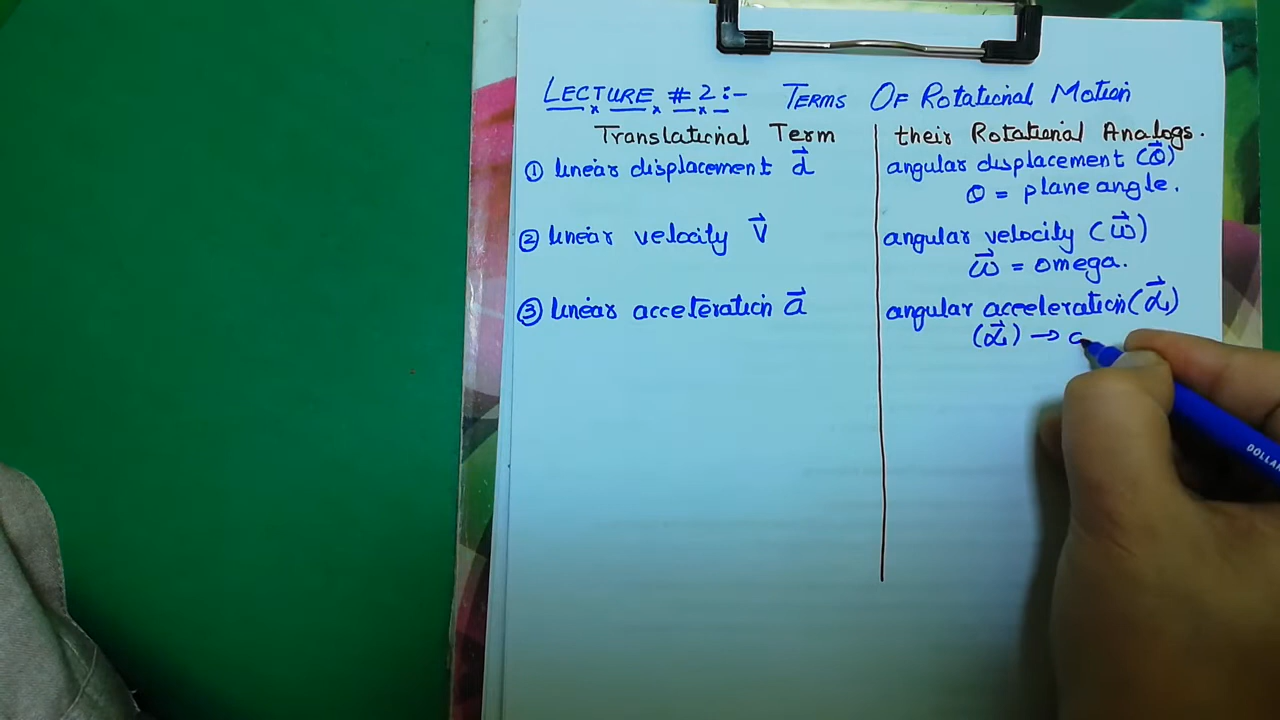 LECTURE # 2:- TERMS OF Rotational Motion
Translational Term
their Rotational Analogs.
① linear displacement d⃗
angular displacement (θ⃗)
θ = plane angle.
② linear velocity v⃗
angular velocity (ω⃗)
ω⃗ = omega.
③ linear acceleration a⃗
angular acceleration (α⃗)
(α⃗) → a
DOLLA